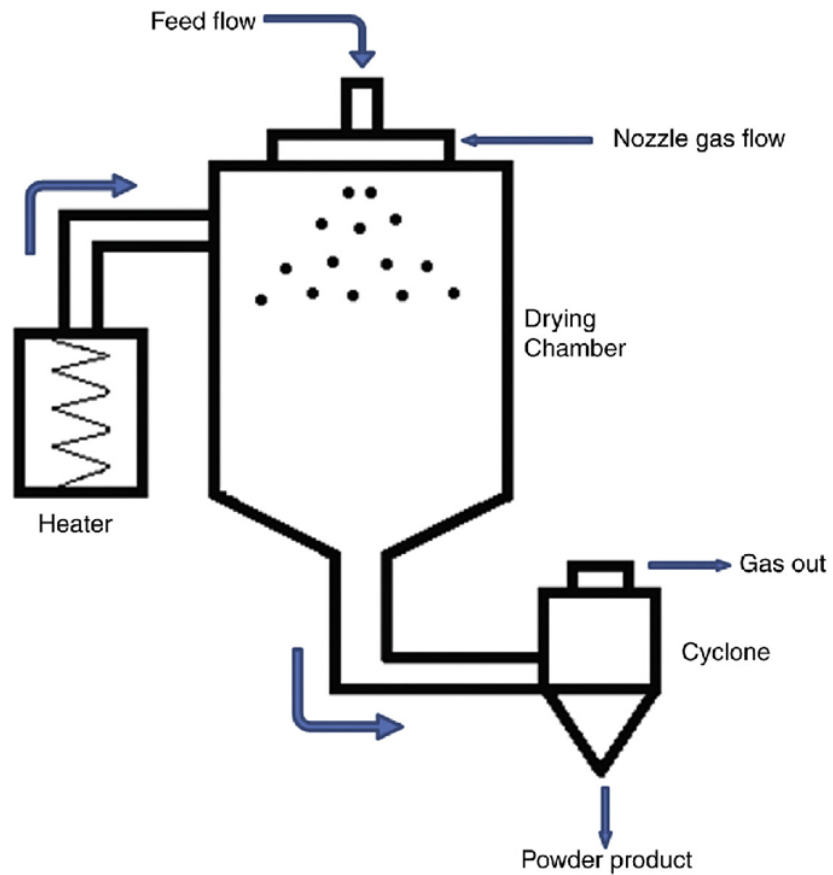 Feed flow
Nozzle gas flow
Drying
Chamber
Heater
Gas out
Cyclone
Powder product